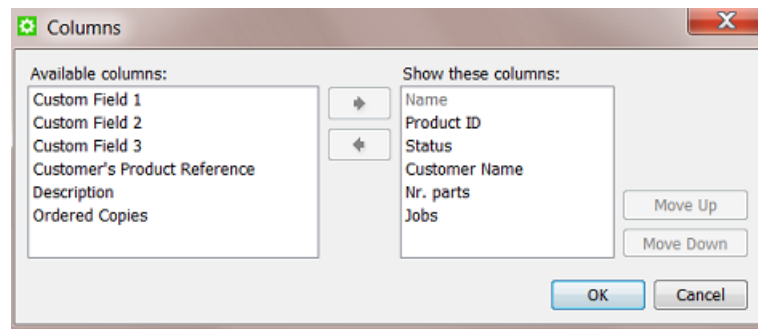 Columns
Available columns:
Custom Field 1
Custom Field 2
Custom Field 3
Customer's Product Reference
Description
Ordered Copies
Show these columns:
Name
Product ID
Status
Customer Name
Nr. parts
Jobs
Move Up
Move Down
OK
Cancel